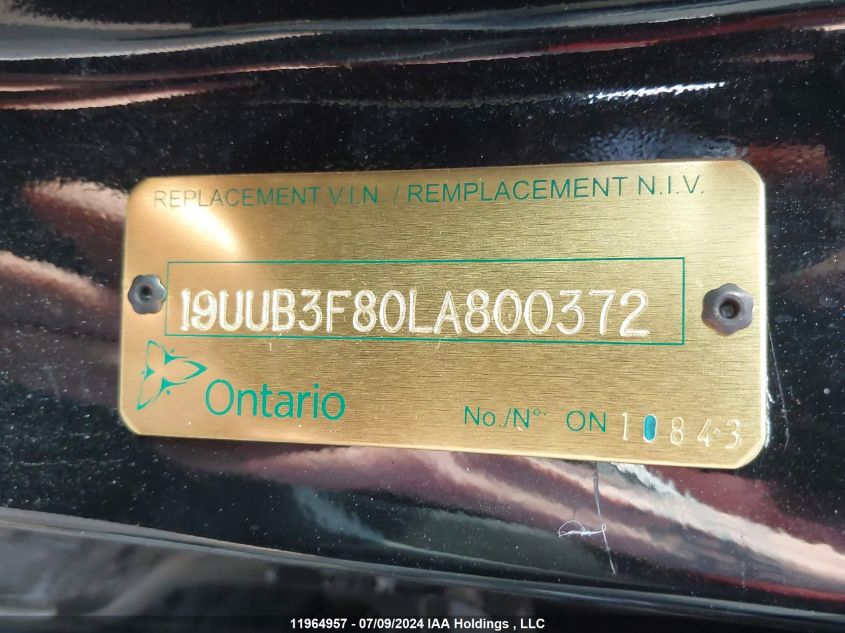 REPLACEMENT V.I.N. / REMPLACEMENT N.I.V.
19UUB3F80LA800372
Ontario
No./N° ON 10843
11964957 - 07/09/2024 IAA Holdings , LLC